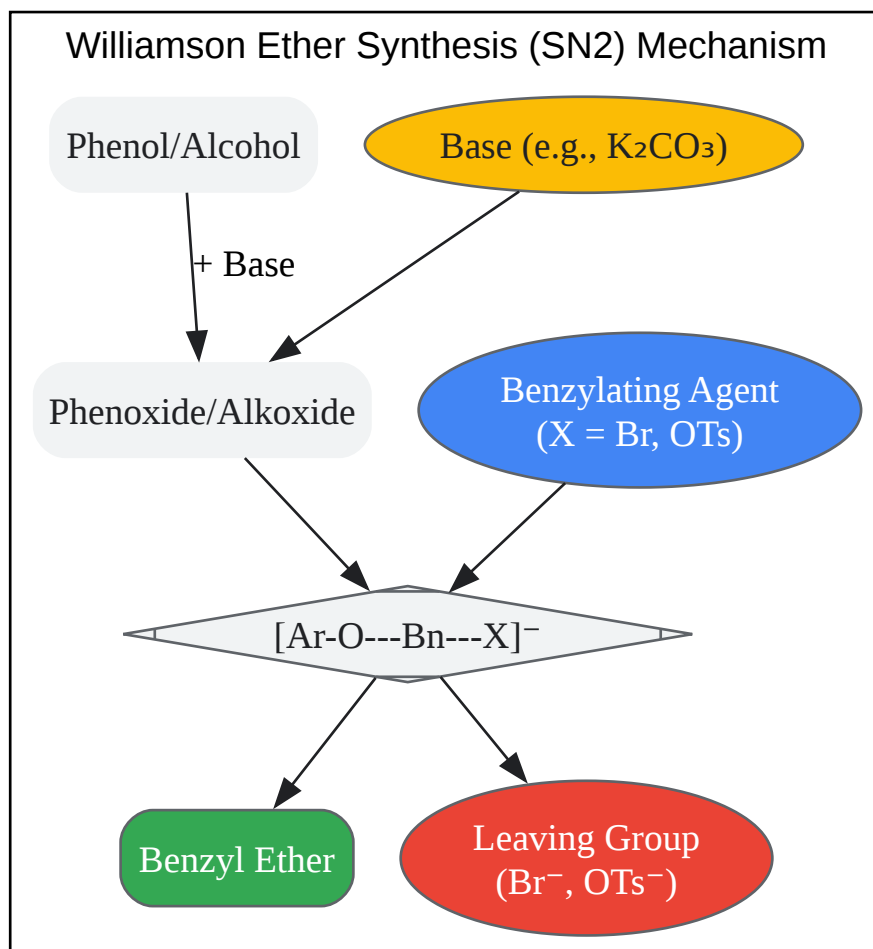 Williamson Ether Synthesis (SN2) Mechanism
Phenol/Alcohol
Base (e.g., K₂CO₃)
+ Base
Phenoxide/Alkoxide
Benzylating Agent
(X = Br, OTs)
[Ar-O---Bn---X]⁻
Benzyl Ether
Leaving Group
(Br⁻, OTs⁻)